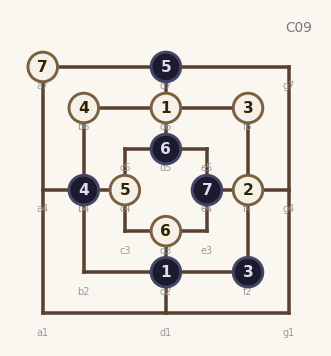 C09
7 5
a7 d7 g7
4 1 3
b6 d6 f6
6
c5 d5 e5
4 5 7 2
a4 b4 c4 e4 f4 g4
6
c3 d3 e3
1 3
b2 d2 f2
a1 d1 g1